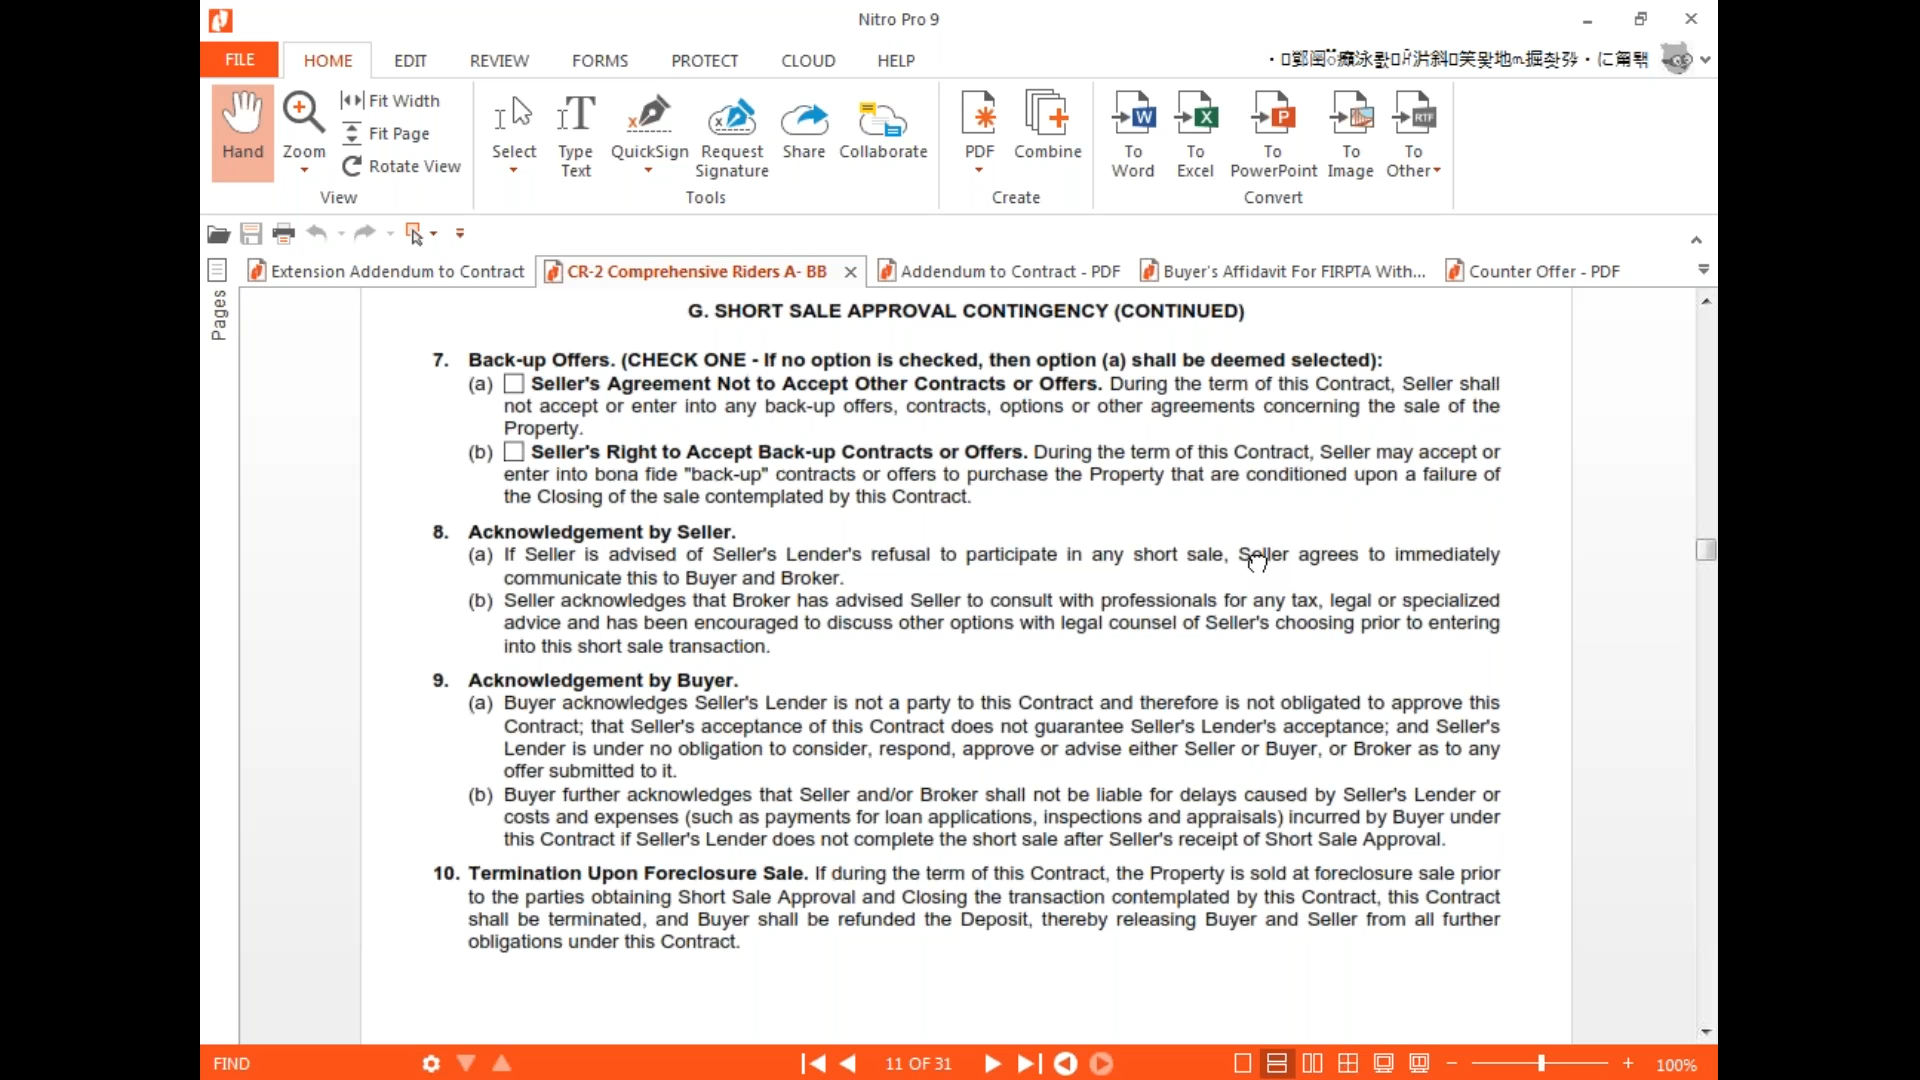 Nitro Pro 9
FILE HOME EDIT REVIEW FORMS PROTECT CLOUD HELP
Hand
Zoom
Fit Width
Fit Page
Rotate View
View
Select
Type Text
QuickSign
Request Signature
Share
Collaborate
Tools
PDF
Combine
Create
To Word
To Excel
To PowerPoint
To Image
To Other
Convert
Extension Addendum to Contract
CR-2 Comprehensive Riders A- BB
Addendum to Contract - PDF
Buyer's Affidavit For FIRPTA With...
Counter Offer - PDF
Pages
G. SHORT SALE APPROVAL CONTINGENCY (CONTINUED)
7. Back-up Offers. (CHECK ONE - If no option is checked, then option (a) shall be deemed selected):
(a) Seller's Agreement Not to Accept Other Contracts or Offers. During the term of this Contract, Seller shall
not accept or enter into any back-up offers, contracts, options or other agreements concerning the sale of the
Property.
(b) Seller's Right to Accept Back-up Contracts or Offers. During the term of this Contract, Seller may accept or
enter into bona fide "back-up" contracts or offers to purchase the Property that are conditioned upon a failure of
the Closing of the sale contemplated by this Contract.
8. Acknowledgement by Seller.
(a) If Seller is advised of Seller's Lender's refusal to participate in any short sale, Seller agrees to immediately
communicate this to Buyer and Broker.
(b) Seller acknowledges that Broker has advised Seller to consult with professionals for any tax, legal or specialized
advice and has been encouraged to discuss other options with legal counsel of Seller's choosing prior to entering
into this short sale transaction.
9. Acknowledgement by Buyer.
(a) Buyer acknowledges Seller's Lender is not a party to this Contract and therefore is not obligated to approve this
Contract; that Seller's acceptance of this Contract does not guarantee Seller's Lender's acceptance; and Seller's
Lender is under no obligation to consider, respond, approve or advise either Seller or Buyer, or Broker as to any
offer submitted to it.
(b) Buyer further acknowledges that Seller and/or Broker shall not be liable for delays caused by Seller's Lender or
costs and expenses (such as payments for loan applications, inspections and appraisals) incurred by Buyer under
this Contract if Seller's Lender does not complete the short sale after Seller's receipt of Short Sale Approval.
10. Termination Upon Foreclosure Sale. If during the term of this Contract, the Property is sold at foreclosure sale prior
to the parties obtaining Short Sale Approval and Closing the transaction contemplated by this Contract, this Contract
shall be terminated, and Buyer shall be refunded the Deposit, thereby releasing Buyer and Seller from all further
obligations under this Contract.
FIND
11 OF 31
100%